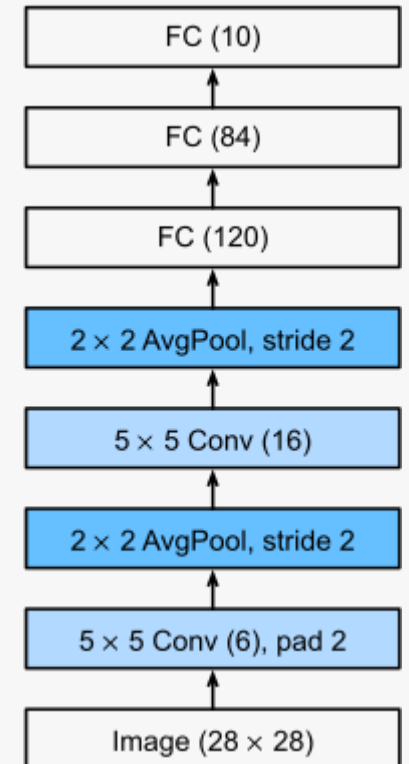 FC (10)
FC (84)
FC (120)
2 × 2 AvgPool, stride 2
5 × 5 Conv (16)
2 × 2 AvgPool, stride 2
5 × 5 Conv (6), pad 2
Image (28 × 28)